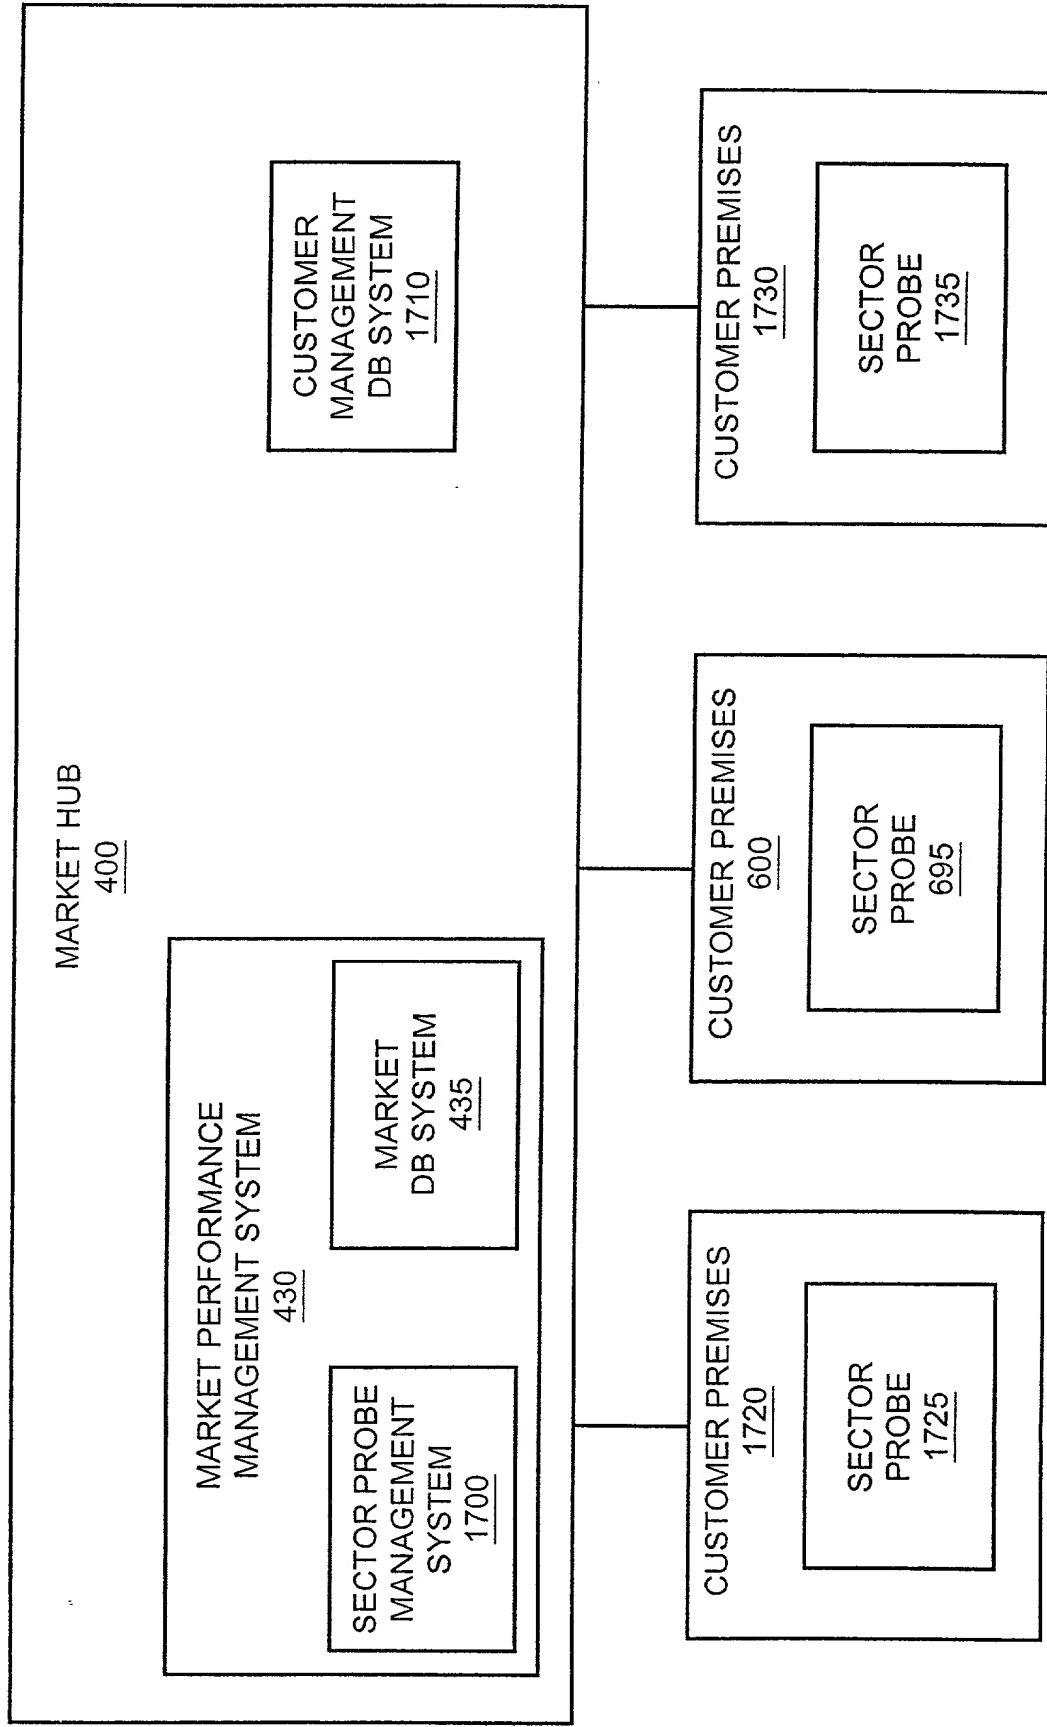 MARKET HUB
400
MARKET PERFORMANCE
MANAGEMENT SYSTEM
430
SECTOR PROBE
MANAGEMENT
SYSTEM
1700
MARKET
DB SYSTEM
435
CUSTOMER
MANAGEMENT
DB SYSTEM
1710
CUSTOMER PREMISES
1720
SECTOR
PROBE
1725
CUSTOMER PREMISES
600
SECTOR
PROBE
695
CUSTOMER PREMISES
1730
SECTOR
PROBE
1735